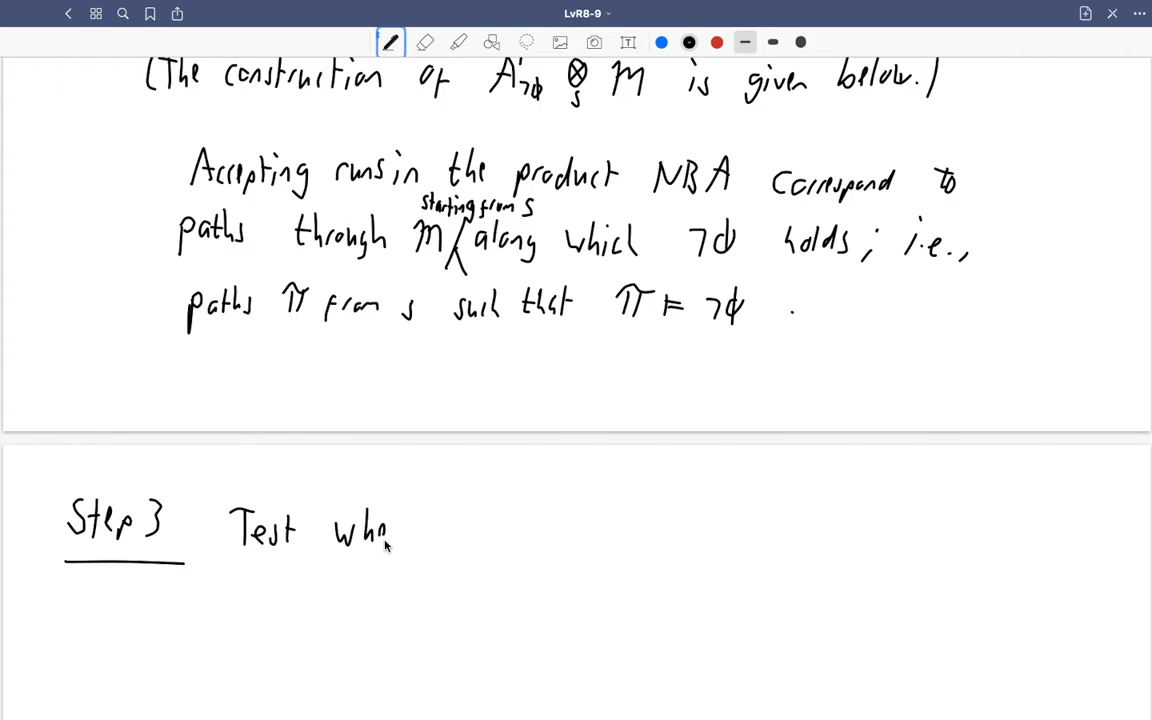 LvR8-9
(The construction of A'¬ϕ ⊗s M is given below.)
Accepting runs in the product NBA correspond to
starting from s
paths through M along which ¬ϕ holds; i.e.,
paths π from s such that π ⊨ ¬ϕ .
Step 3 Test whe